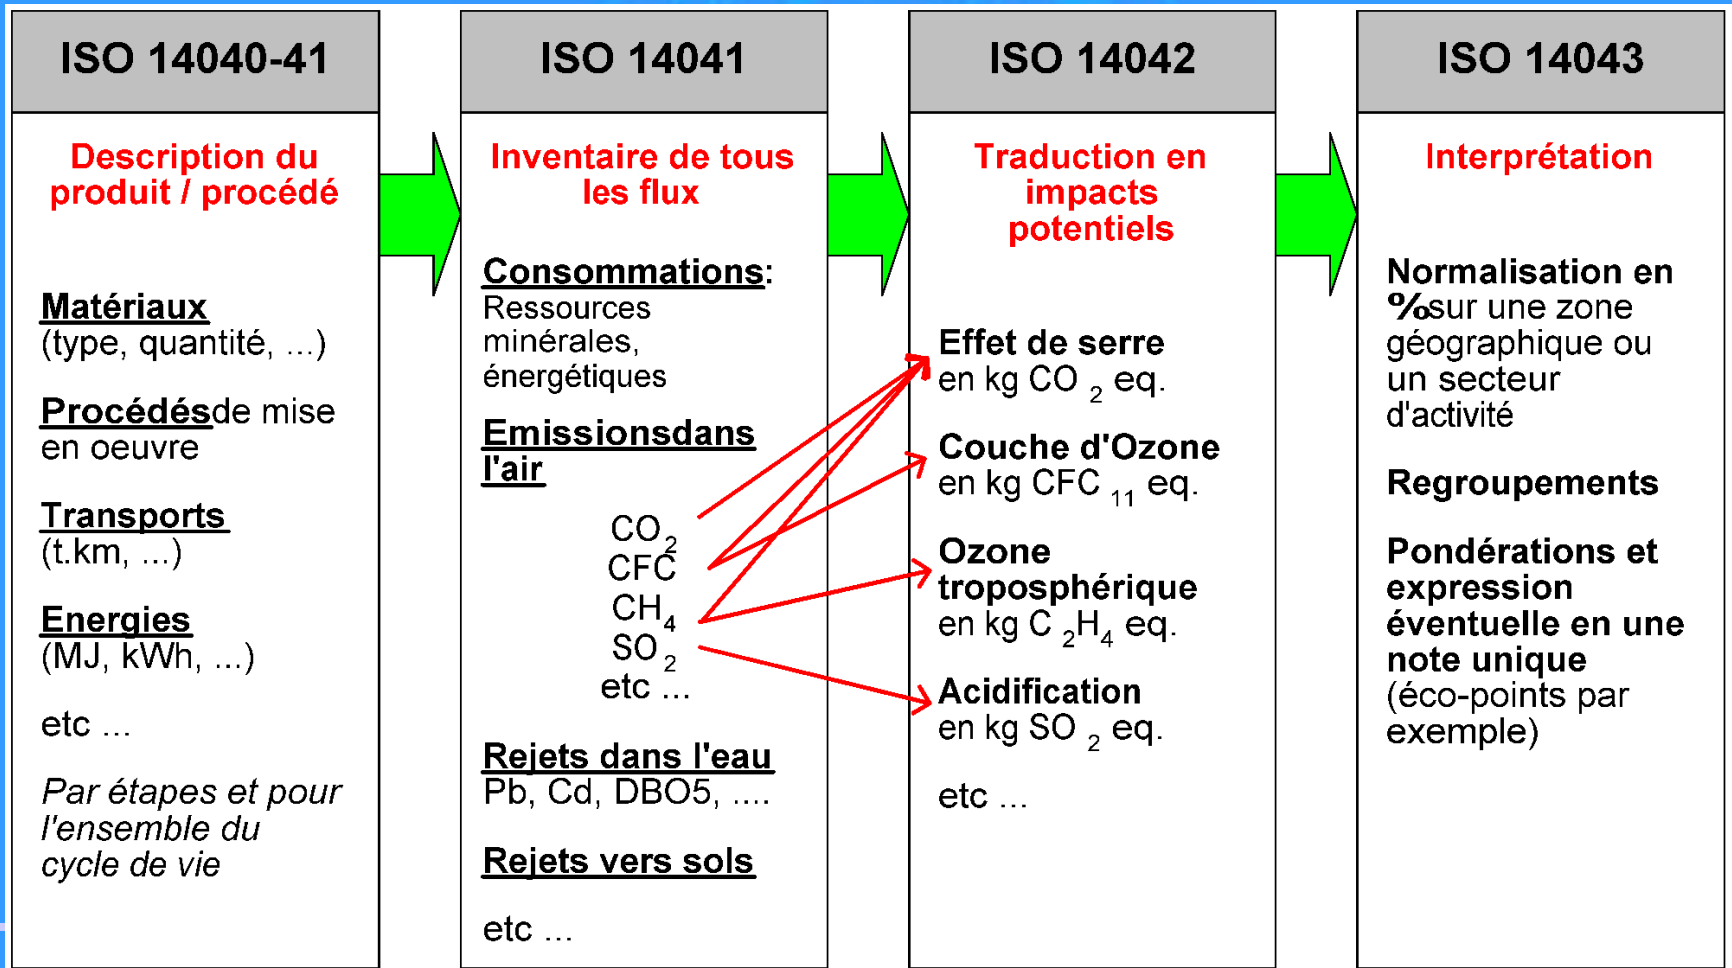 ISO 14040-41
Description du
produit / procédé
Matériaux
(type, quantité, ...)
Procédésde mise
en oeuvre
Transports
(t.km, ...)
Energies
(MJ, kWh, ...)
etc ...
Par étapes et pour
l'ensemble du
cycle de vie
ISO 14041
Inventaire de tous
les flux
Consommations:
Ressources
minérales,
énergétiques
Emissionsdans
l'air
CO2
CFC
CH4
SO2
etc ...
Rejets dans l'eau
Pb, Cd, DBO5, ....
Rejets vers sols
etc ...
ISO 14042
Traduction en
impacts
potentiels
Effet de serre
en kg CO 2 eq.
Couche d'Ozone
en kg CFC 11 eq.
Ozone
troposphérique
en kg C 2H4 eq.
Acidification
en kg SO 2 eq.
etc ...
ISO 14043
Interprétation
Normalisation en
%sur une zone
géographique ou
un secteur
d'activité
Regroupements
Pondérations et
expression
éventuelle en une
note unique
(éco-points par
exemple)